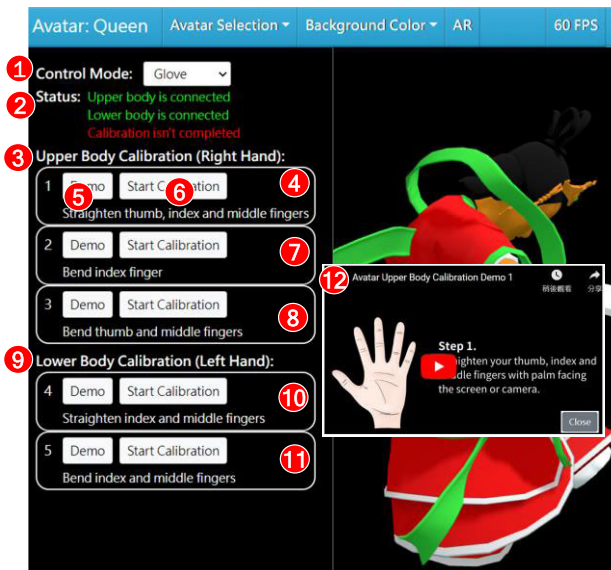 Avatar: Queen Avatar Selection Background Color AR 60 FPS
1 Control Mode: Glove
2 Status: Upper body is connected
Lower body is connected
Calibration isn't completed
3 Upper Body Calibration (Right Hand):
1 Demo 5 Start Calibration 6 4
Straighten thumb, index and middle fingers
2 Demo Start Calibration 7
Bend index finger
3 Demo Start Calibration 8
Bend thumb and middle fingers
9 Lower Body Calibration (Left Hand):
4 Demo Start Calibration 10
Straighten index and middle fingers
5 Demo Start Calibration 11
Bend index and middle fingers
12 Avatar Upper Body Calibration Demo 1
稍後觀看 分享
Step 1.
your thumb, index and
fingers with palm facing
the screen or camera.
Close